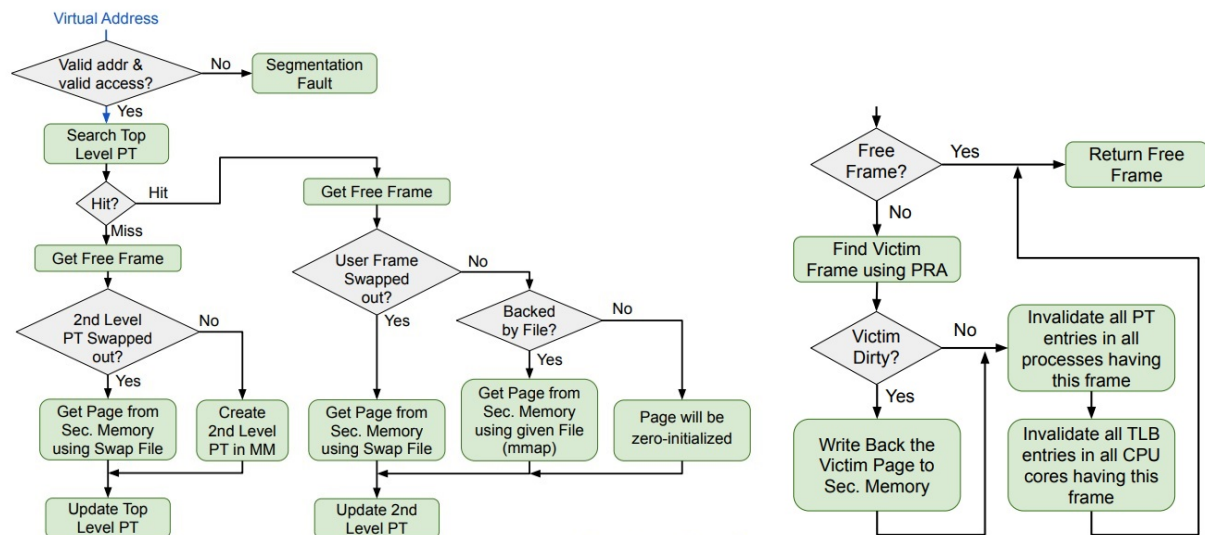 Virtual Address
Valid addr &
valid access?
No
Segmentation
Fault
Yes
Search Top
Level PT
Hit?
Hit
Miss
Get Free Frame
2nd Level
PT Swapped
out?
No
Yes
Get Page from
Sec. Memory
using Swap File
Create
2nd Level
PT in MM
Update Top
Level PT
Get Free Frame
User Frame
Swapped
out?
No
Yes
Backed
by File?
No
Yes
Get Page from
Sec. Memory
using Swap File
Get Page from
Sec. Memory
using given File
(mmap)
Page will be
zero-initialized
Update 2nd
Level PT
Free
Frame?
Yes
Return Free
Frame
No
Find Victim
Frame using PRA
Victim
Dirty?
No
Yes
Write Back the
Victim Page to
Sec. Memory
Invalidate all PT
entries in all
processes having
this frame
Invalidate all TLB
entries in all CPU
cores having this
frame